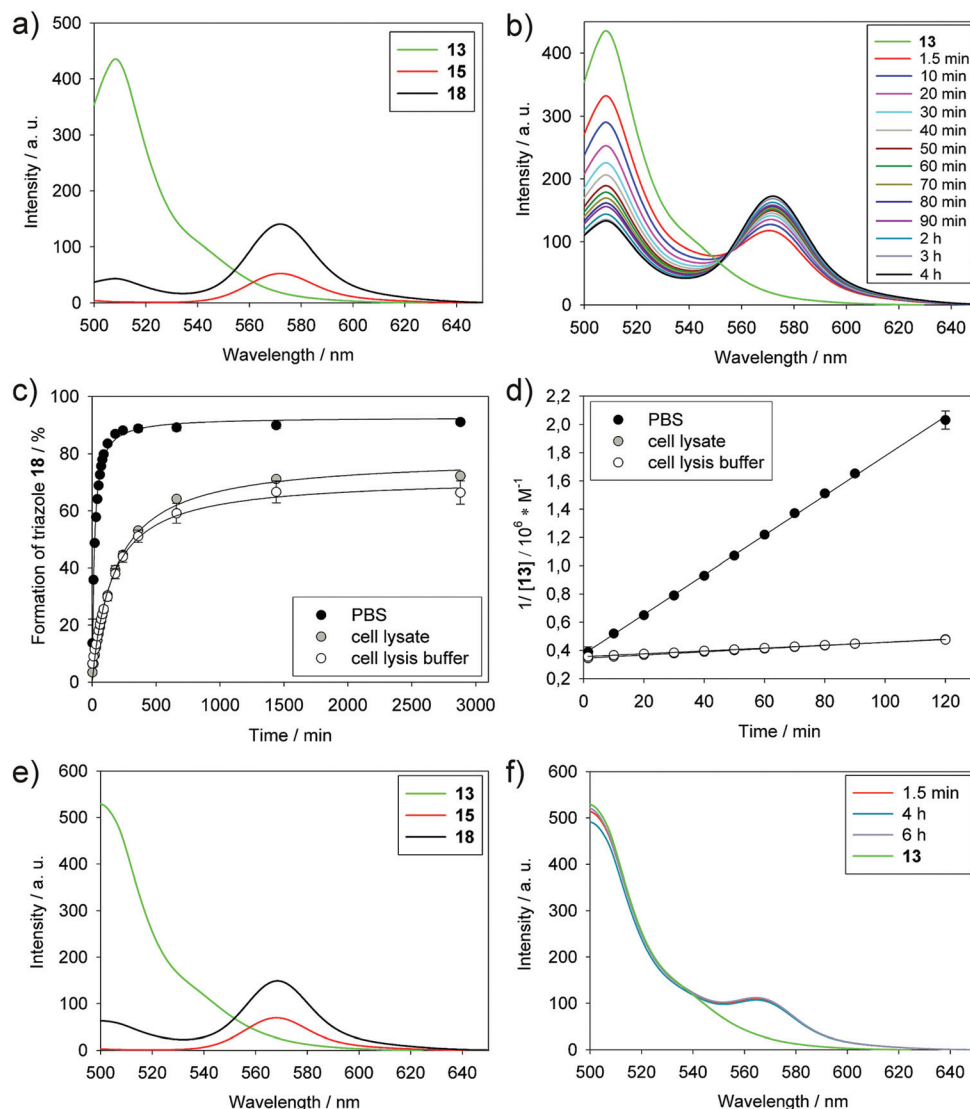 a)
500
400
300
200
100
0
Intensity / a. u.
13
15
18
500 520 540 560 580 600 620 640
Wavelength / nm
b)
400
300
200
100
0
Intensity / a. u.
13
1.5 min
10 min
20 min
30 min
40 min
50 min
60 min
70 min
80 min
90 min
2 h
3 h
4 h
500 520 540 560 580 600 620 640
Wavelength / nm
c)
100
80
60
40
20
0
Formation of triazole 18 / %
PBS
cell lysate
cell lysis buffer
0 500 1000 1500 2000 2500 3000
Time / min
d)
2,2
2,0
1,8
1,6
1,4
1,2
1,0
0,8
0,6
0,4
0,2
1/ [13] / 10⁶ * M⁻¹
PBS
cell lysate
cell lysis buffer
0 20 40 60 80 100 120
Time / min
e)
600
500
400
300
200
100
0
Intensity / a. u.
13
15
18
500 520 540 560 580 600 620 640
Wavelength / nm
f)
600
500
400
300
200
100
0
Intensity / a. u.
1.5 min
4 h
6 h
13
500 520 540 560 580 600 620 640
Wavelength / nm